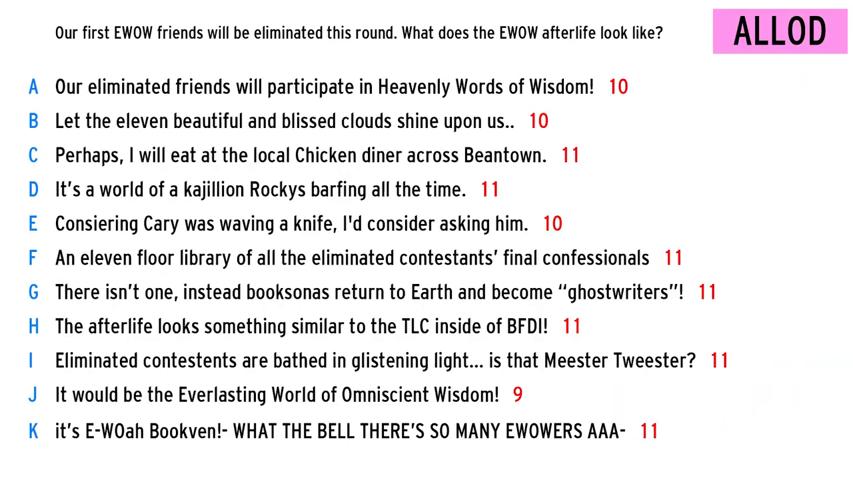 Our first EWOW friends will be eliminated this round. What does the EWOW afterlife look like?
ALLOD
A Our eliminated friends will participate in Heavenly Words of Wisdom! 10
B Let the eleven beautiful and blissed clouds shine upon us.. 10
C Perhaps, I will eat at the local Chicken diner across Beantown. 11
D It's a world of a kajillion Rockys barfing all the time. 11
E Consiering Cary was waving a knife, I'd consider asking him. 10
F An eleven floor library of all the eliminated contestants' final confessionals 11
G There isn't one, instead booksonas return to Earth and become “ghostwriters”! 11
H The afterlife looks something similar to the TLC inside of BFDI! 11
I Eliminated contestents are bathed in glistening light... is that Meester Tweester? 11
J It would be the Everlasting World of Omniscient Wisdom! 9
K it's E-WOah Bookven!- WHAT THE BELL THERE'S SO MANY EWOWERS AAA- 11